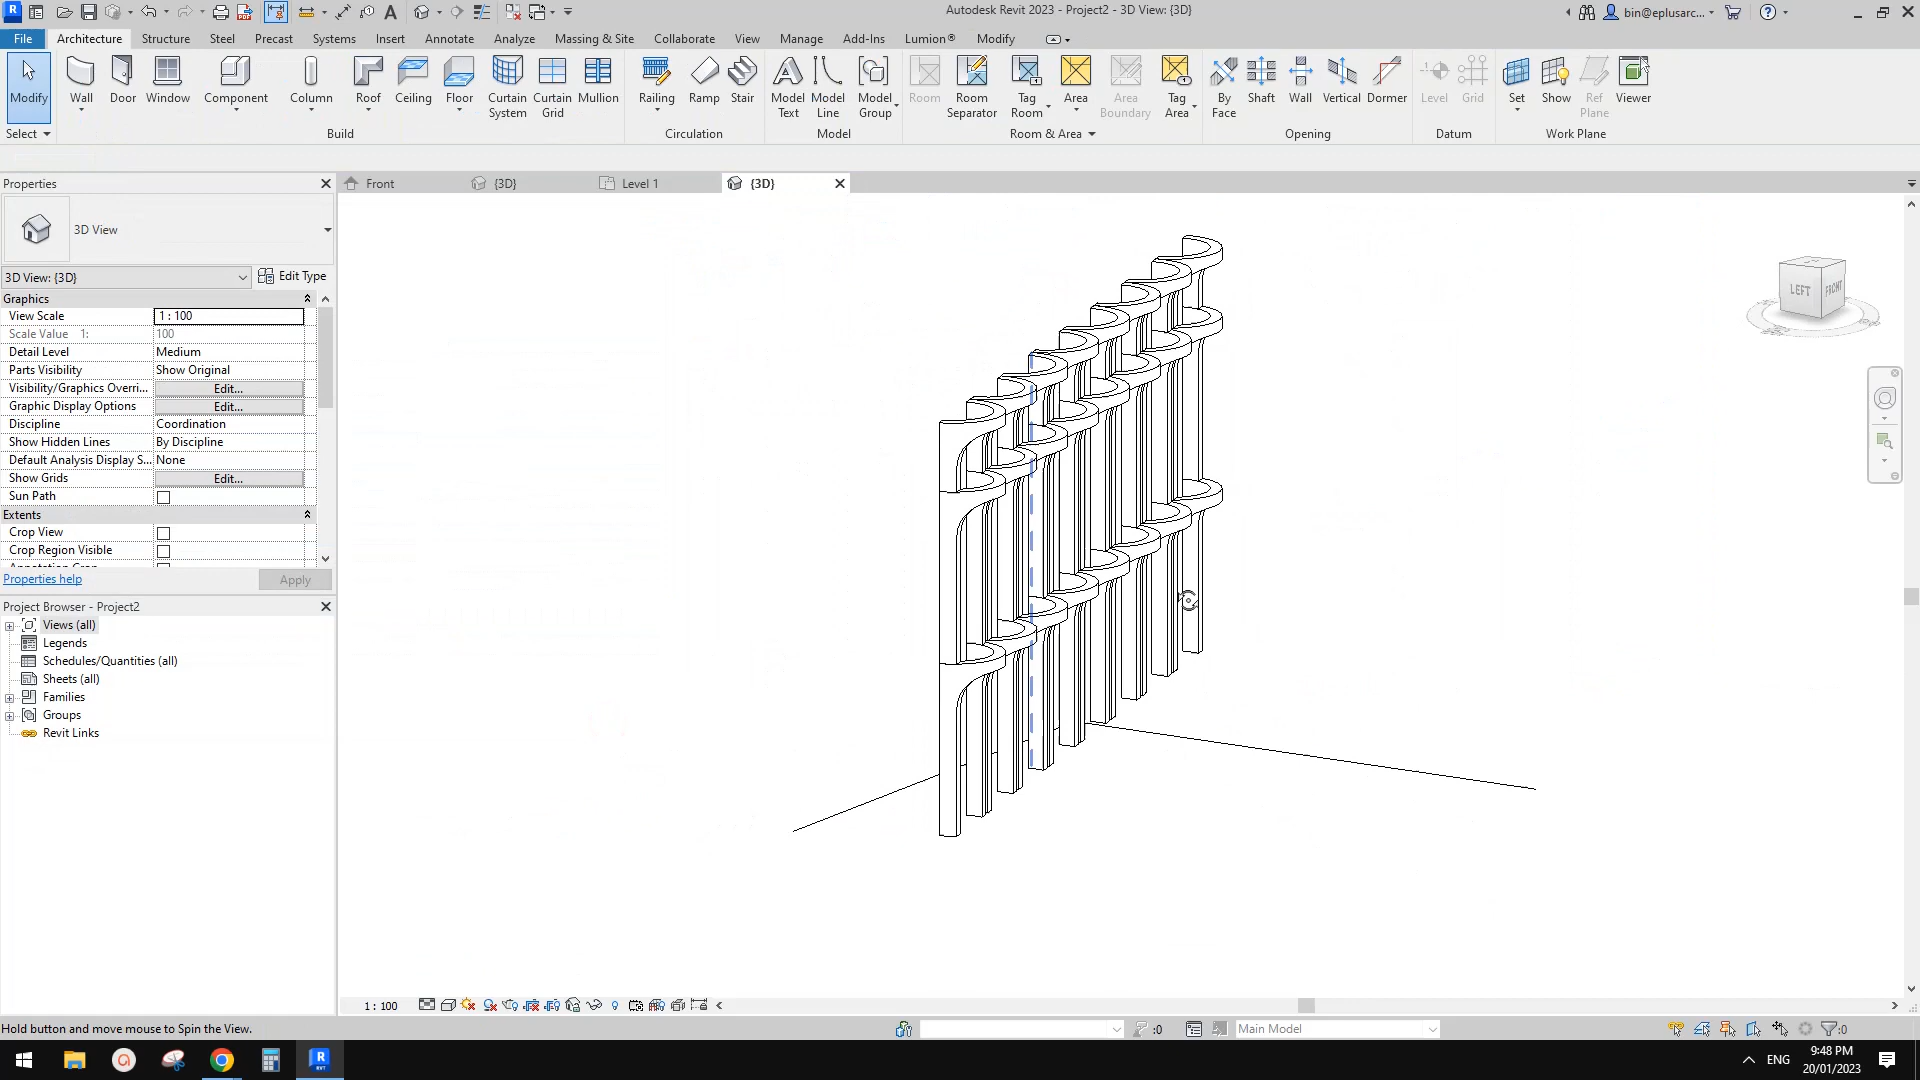 Autodesk Revit 2023 - Project2 - 3D View: {3D}
bin@eplusarc...
File Architecture Structure Steel Precast Systems Insert Annotate Analyze Massing & Site Collaborate View Manage Add-Ins Lumion® Modify
Modify Wall Door Window Component Column Roof Ceiling Floor Curtain System Curtain Grid Mullion Railing Ramp Stair Model Text Model Line Model Group Room Room Separator Tag Room Area Area Boundary Tag Area By Face Shaft Wall Vertical Dormer Level Grid Set Show Ref Plane Viewer
Select Build Circulation Model Room & Area Opening Datum Work Plane
Properties
Front {3D} Level 1 {3D}
3D View
3D View: {3D} Edit Type
Graphics
View Scale 1 : 100
Scale Value 1: 100
Detail Level Medium
Parts Visibility Show Original
Visibility/Graphics Overri... Edit...
Graphic Display Options Edit...
Discipline Coordination
Show Hidden Lines By Discipline
Default Analysis Display S... None
Show Grids Edit...
Sun Path
Extents
Crop View
Crop Region Visible
Properties help Apply
LEFT FRONT
Project Browser - Project2
Views (all)
Legends
Schedules/Quantities (all)
Sheets (all)
Families
Groups
Revit Links
1 : 100
Hold button and move mouse to Spin the View.
:0 Main Model :0
ENG 9:48 PM
20/01/2023